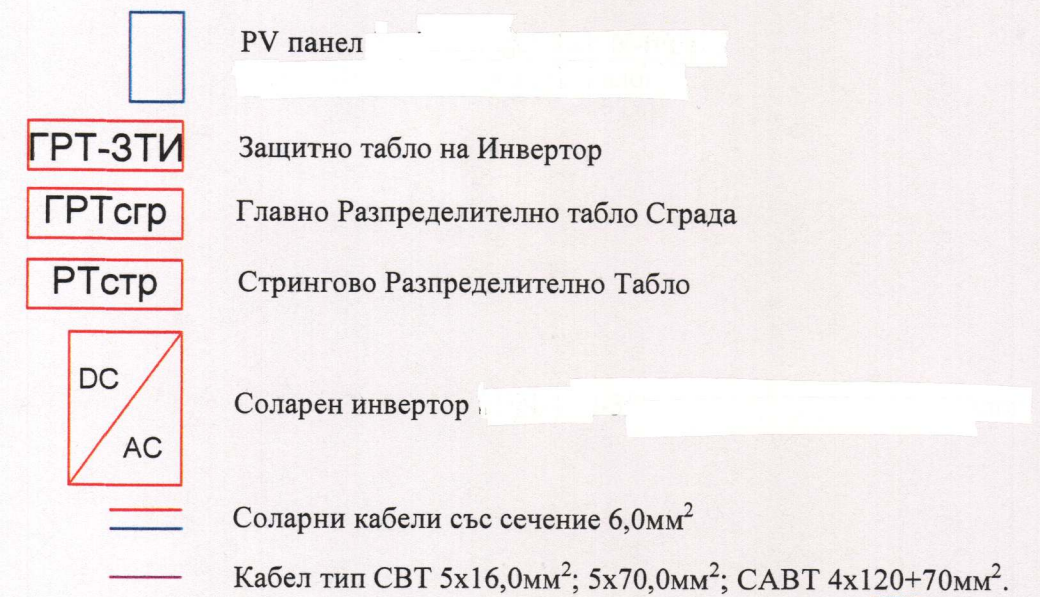 PV панел
ГРТ-ЗТИ Защитно табло на Инвертор
ГРТсгр Главно Разпределително табло Сграда
РТстр Стрингово Разпределително Табло
DC
AC
Соларен инвертор
Соларни кабели със сечение 6,0мм²
Кабел тип СВТ 5х16,0мм²; 5х70,0мм²; САВТ 4х120+70мм².